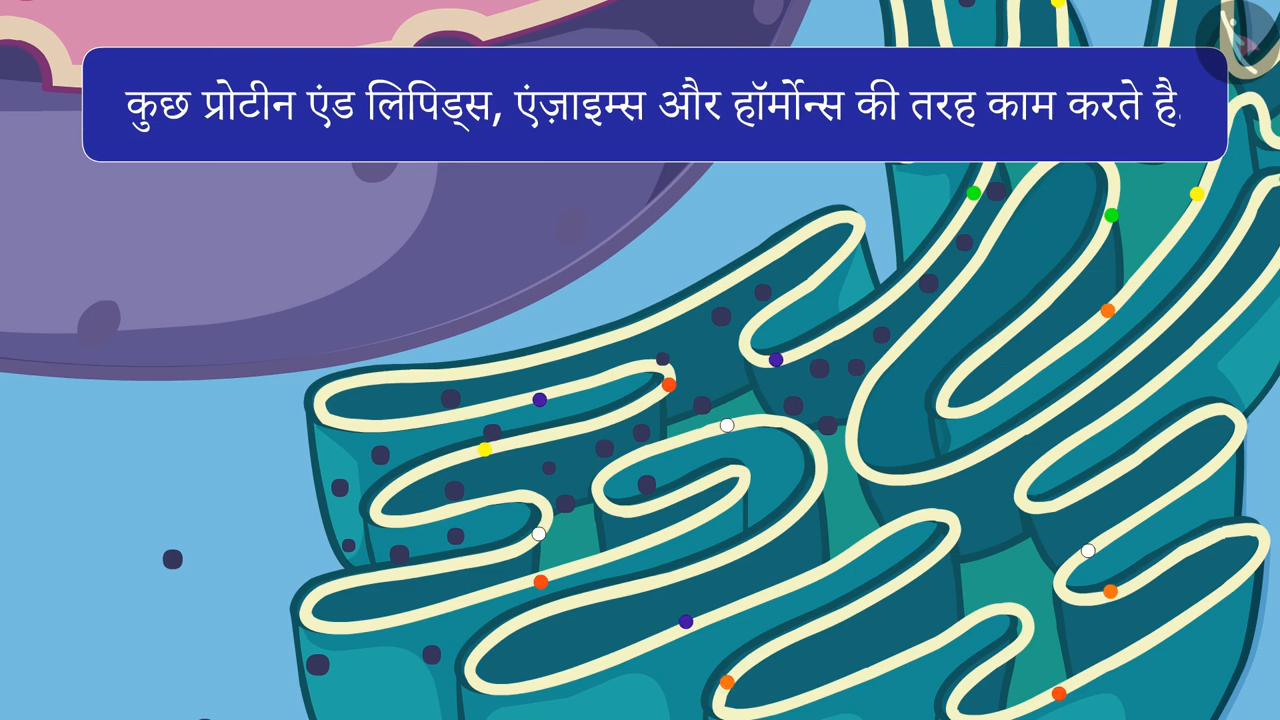 कुछ प्रोटीन एंड लिपिड्स, एंज़ाइम्स और हॉर्मोन्स की तरह काम करते है.